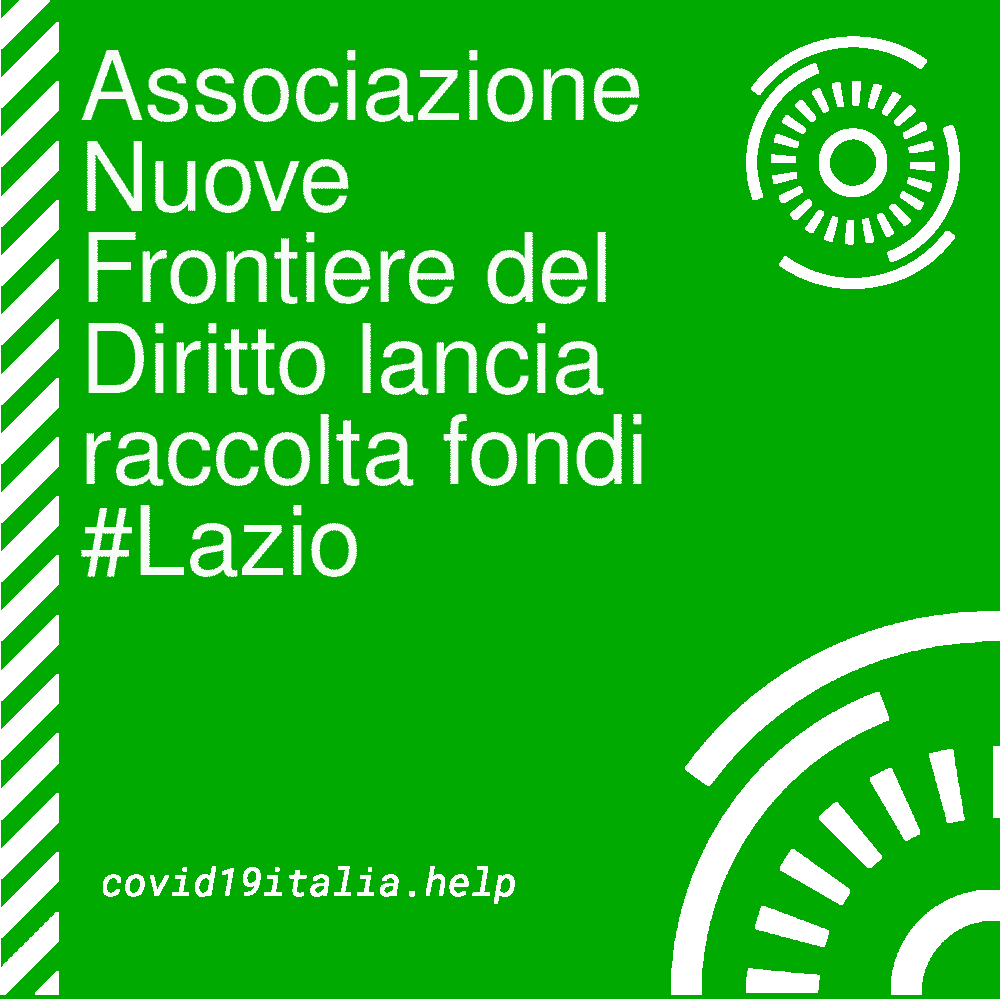 Associazione
Nuove
Frontiere del
Diritto lancia
raccolta fondi
#Lazio
covid19italia.help